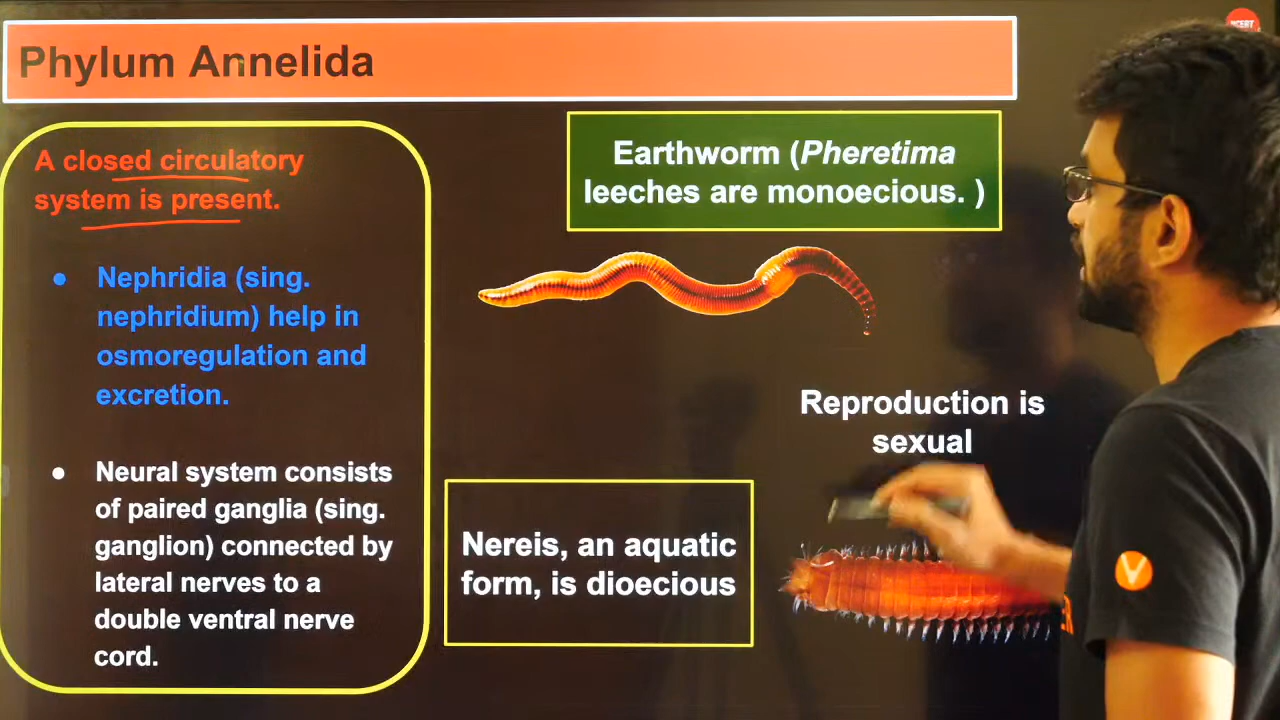 Phylum Annelida
A closed circulatory
system is present.
Nephridia (sing.
nephridium) help in
osmoregulation and
excretion.
Neural system consists
of paired ganglia (sing.
ganglion) connected by
lateral nerves to a
double ventral nerve
cord.
Earthworm (Pheretima
leeches are monoecious. )
Reproduction is
sexual
Nereis, an aquatic
form, is dioecious